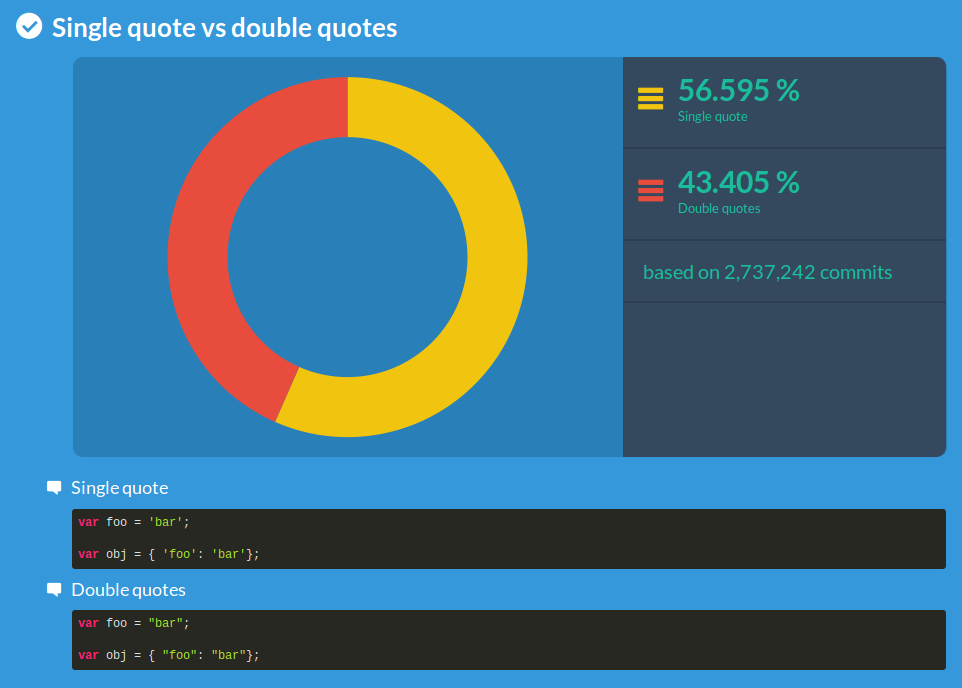 Single quote vs double quotes
56.595 %
Single quote
43.405 %
Double quotes
based on 2,737,242 commits
Single quote
var foo = 'bar';
var obj = { 'foo': 'bar'};
Double quotes
var foo = "bar";
var obj = { "foo": "bar"};